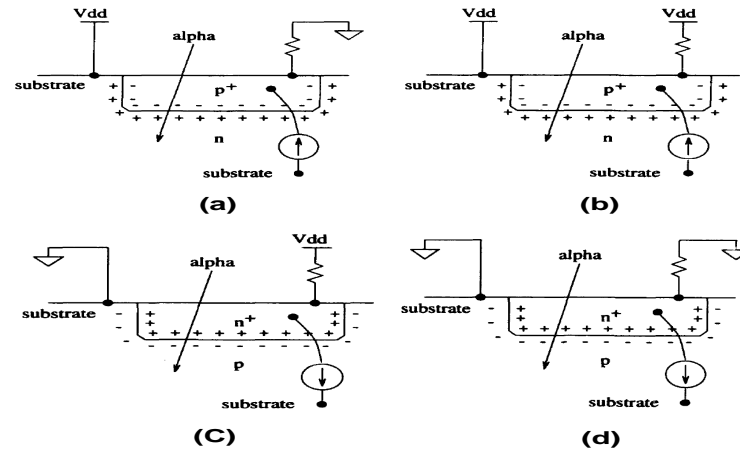 Vdd
alpha
substrate
p+
n
substrate
(a)
Vdd
Vdd
alpha
substrate
p+
n
substrate
(b)
Vdd
alpha
substrate
n+
p
substrate
(C)
alpha
substrate
n+
p
substrate
(d)